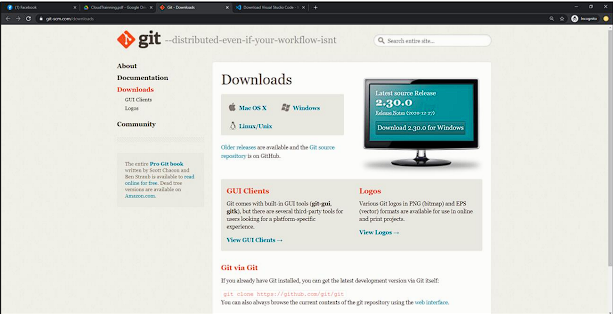 (1) Facebook
CloudTraining.pdf - Google Dri
Git - Downloads
Download Visual Studio Code -
git-scm.com/downloads
Incognito
git --distributed-even-if-your-workflow-isnt
Search entire site...
About
Documentation
Downloads
GUI Clients
Logos
Community
The entire Pro Git book
written by Scott Chacon and
Ben Straub is available to read
online for free. Dead tree
versions are available on
Amazon.com.
Downloads
Mac OS X
Windows
Linux/Unix
Older releases are available and the Git source
repository is on GitHub.
Latest source Release
2.30.0
Release Notes (2020-12-27)
Download 2.30.0 for Windows
GUI Clients
Git comes with built-in GUI tools (git-gui,
gitk), but there are several third-party tools for
users looking for a platform-specific
experience.
View GUI Clients →
Logos
Various Git logos in PNG (bitmap) and EPS
(vector) formats are available for use in online
and print projects.
View Logos →
Git via Git
If you already have Git installed, you can get the latest development version via Git itself:
git clone https://github.com/git/git
You can also always browse the current contents of the git repository using the web interface.